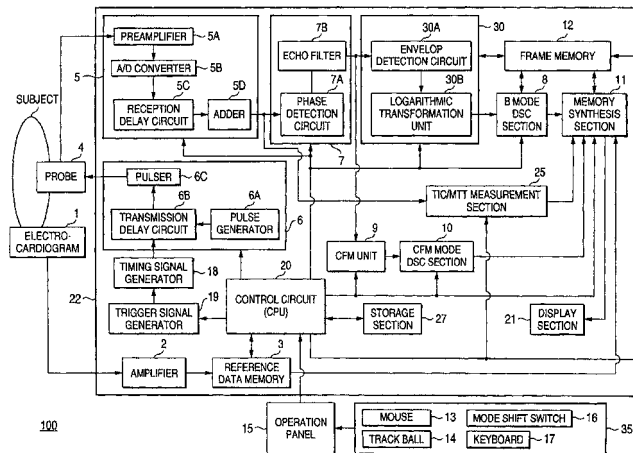 5A
PREAMPLIFIER
A/D CONVERTER
5B
5C
5D
RECEPTION
DELAY CIRCUIT
ADDER
5
7B
ECHO FILTER
7A
PHASE
DETECTION
CIRCUIT
7
30A
30
ENVELOP
DETECTION CIRCUIT
30B
LOGARITHMIC
TRANSFORMATION
UNIT
12
FRAME MEMORY
8
B MODE
DSC
SECTION
11
MEMORY
SYNTHESIS
SECTION
SUBJECT
4
PROBE
1
ELECTRO-
CARDIOGRAM
PULSER
6C
6B
6A
TRANSMISSION
DELAY CIRCUIT
PULSE
GENERATOR
6
25
TIC/MTT MEASUREMENT
SECTION
9
CFM UNIT
10
CFM MODE
DSC SECTION
TIMING SIGNAL
GENERATOR
18
TRIGGER SIGNAL
GENERATOR
19
22
20
CONTROL CIRCUIT
(CPU)
STORAGE
SECTION
27
21
DISPLAY
SECTION
2
AMPLIFIER
3
REFERENCE
DATA MEMORY
100
15
OPERATION
PANEL
MOUSE
13
MODE SHIFT SWITCH
16
TRACK BALL
14
KEYBOARD
17
35